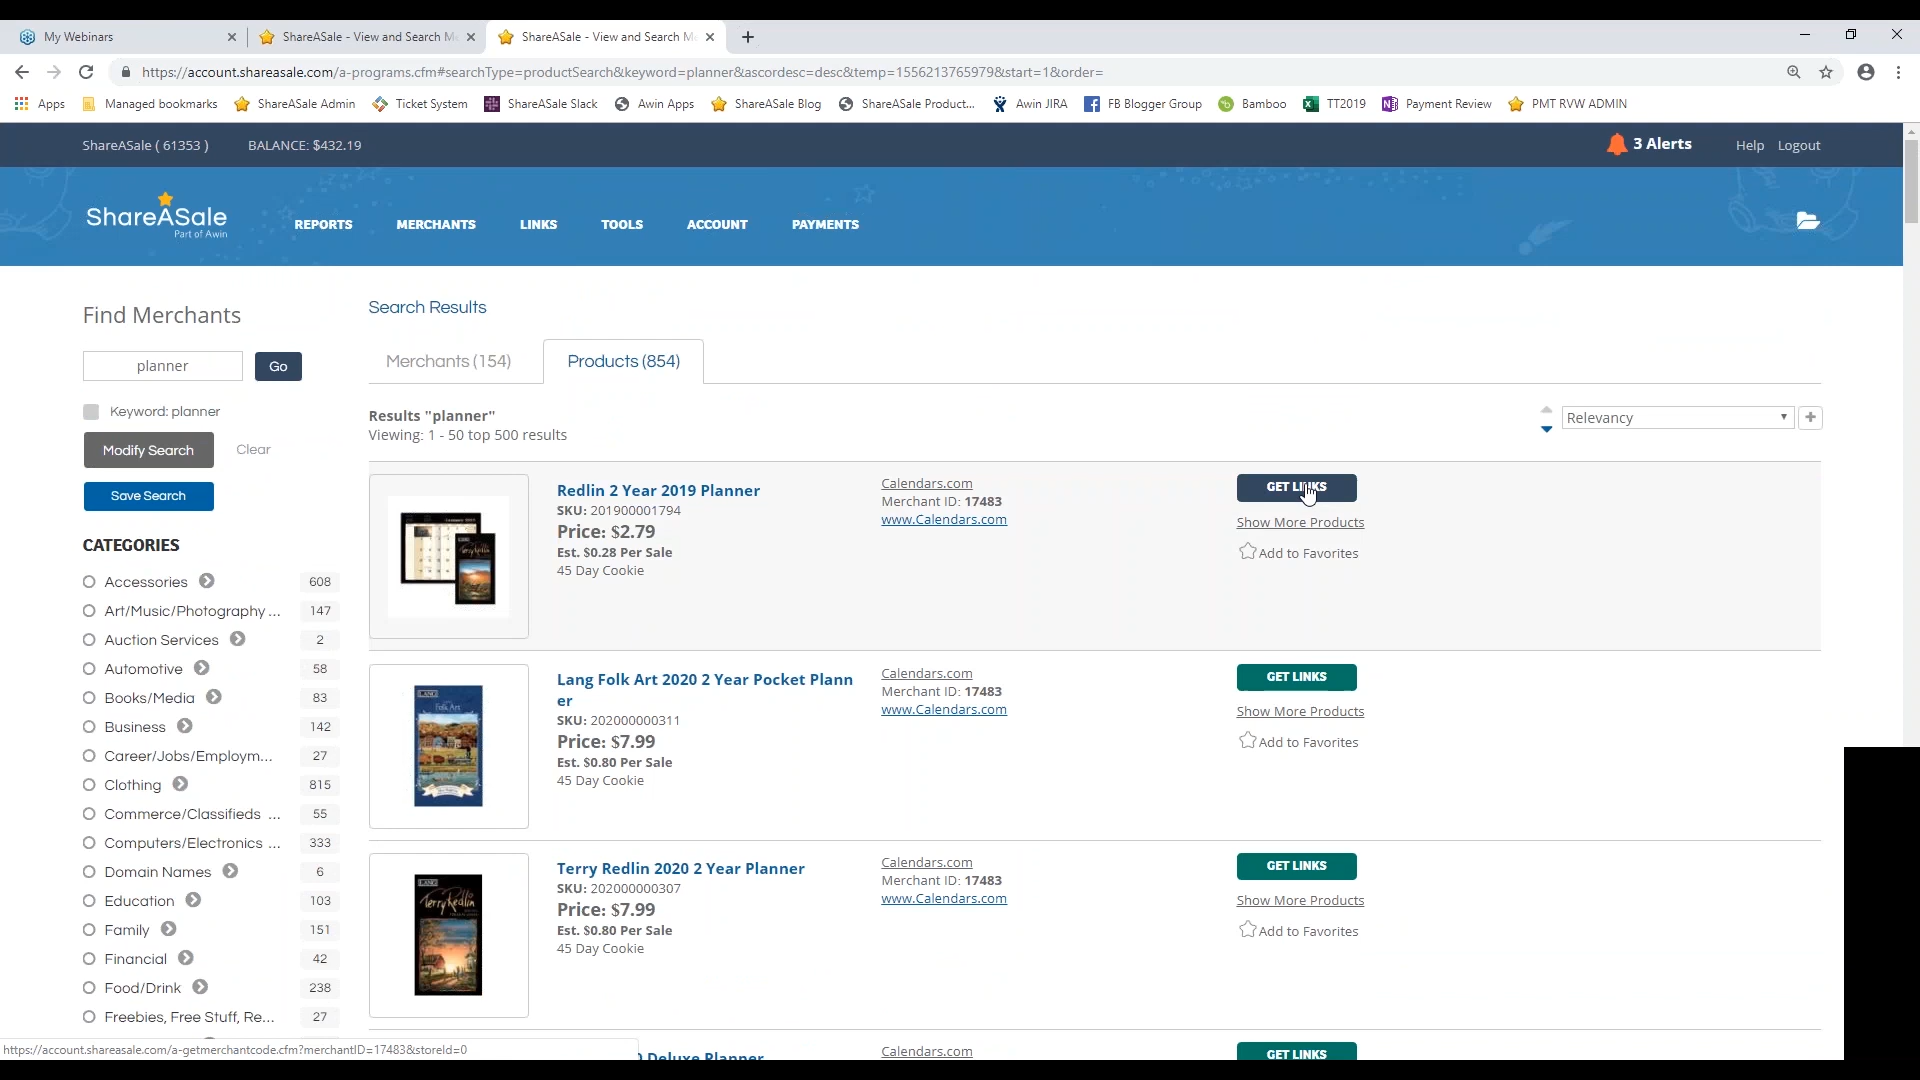 My Webinars
ShareASale - View and Search M
ShareASale - View and Search M
https://account.shareasale.com/a-programs.cfm#searchType=productSearch&keyword=planner&ascordesc=desc&temp=1556213765979&start=1&order=
Apps Managed bookmarks ShareASale Admin Ticket System ShareASale Slack Awin Apps ShareASale Blog ShareASale Product... Awin JIRA FB Blogger Group Bamboo TT2019 Payment Review PMT RVW ADMIN
ShareASale ( 61353 ) BALANCE: $432.19 3 Alerts Help Logout
ShareASale
Part of Awin
REPORTS MERCHANTS LINKS TOOLS ACCOUNT PAYMENTS
Find Merchants
planner Go
Keyword: planner
Modify Search Clear
Save Search
CATEGORIES
Accessories 608
Art/Music/Photography ... 147
Auction Services 2
Automotive 58
Books/Media 83
Business 142
Career/Jobs/Employm... 27
Clothing 815
Commerce/Classifieds ... 55
Computers/Electronics ... 333
Domain Names 6
Education 103
Family 151
Financial 42
Food/Drink 238
Freebies, Free Stuff, Re... 27
Search Results
Merchants (154) Products (854)
Results "planner"
Viewing: 1 - 50 top 500 results
Relevancy
Redlin 2 Year 2019 Planner
SKU: 201900001794
Price: $2.79
Est. $0.28 Per Sale
45 Day Cookie
Calendars.com
Merchant ID: 17483
www.Calendars.com
GET LINKS
Show More Products
Add to Favorites
LANG
Folk Art
Lang Folk Art 2020 2 Year Pocket Plann
er
SKU: 202000000311
Price: $7.99
Est. $0.80 Per Sale
45 Day Cookie
Calendars.com
Merchant ID: 17483
www.Calendars.com
GET LINKS
Show More Products
Add to Favorites
LANG
Terry Redlin
Terry Redlin 2020 2 Year Planner
SKU: 202000000307
Price: $7.99
Est. $0.80 Per Sale
45 Day Cookie
Calendars.com
Merchant ID: 17483
www.Calendars.com
GET LINKS
Show More Products
Add to Favorites
0 Deluxe Planner
Calendars.com
GET LINKS
https://account.shareasale.com/a-getmerchantcode.cfm?merchantID=17483&storeId=0